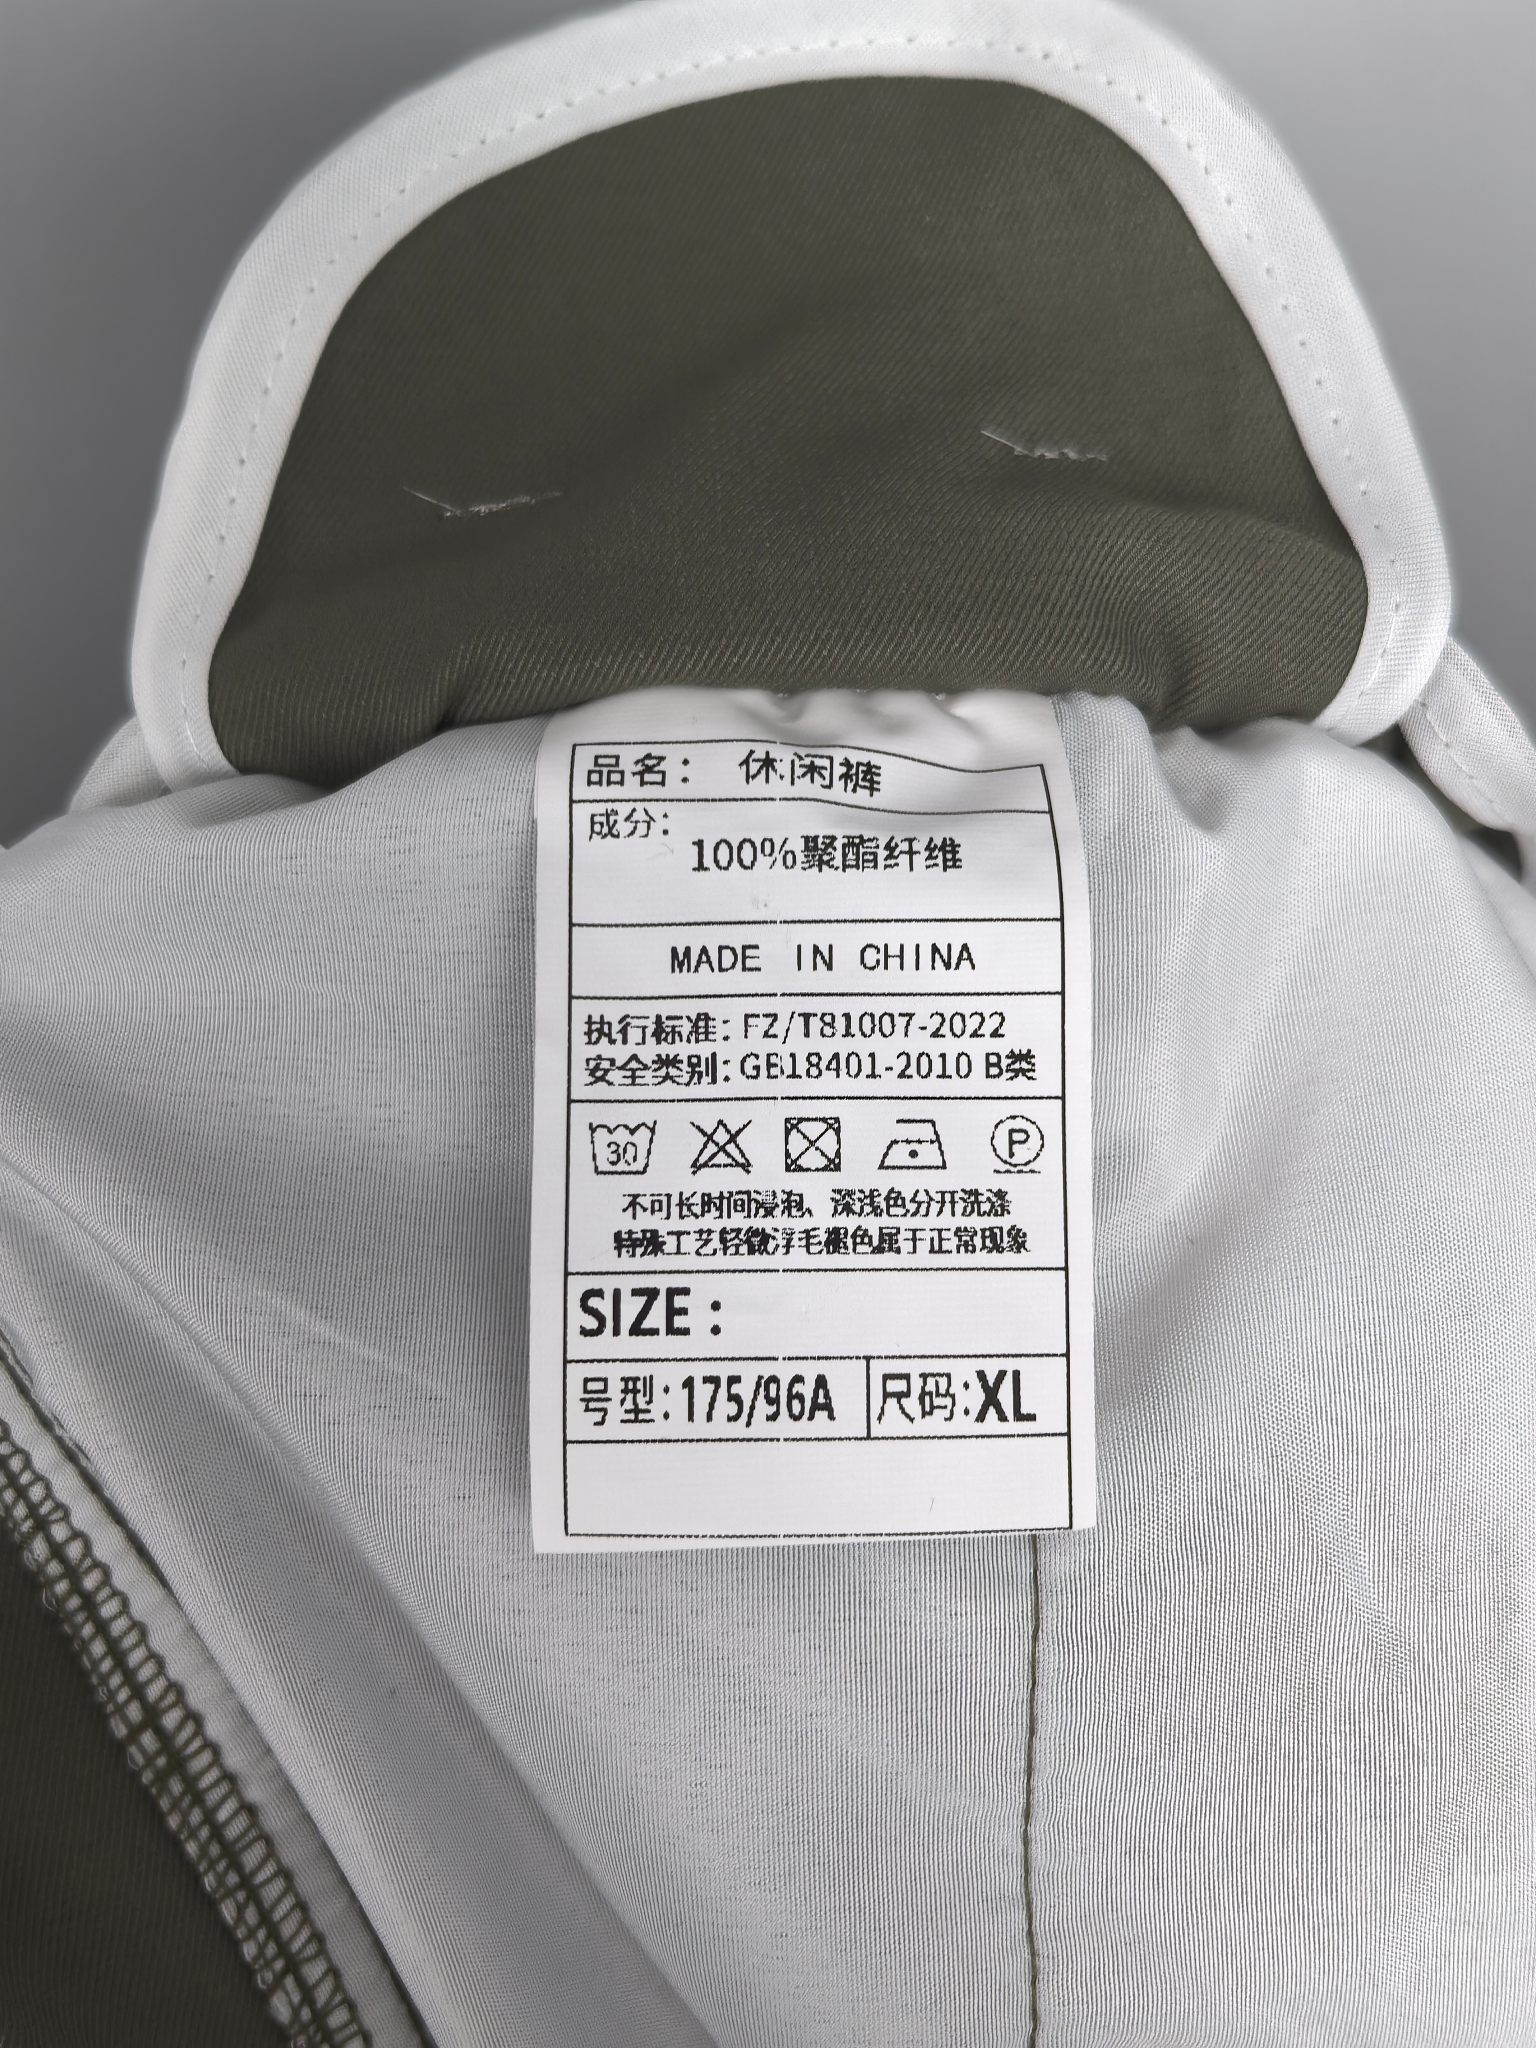 品名： 休闲裤
成分：
100%聚酯纤维
MADE IN CHINA
执行标准：FZ/T81007-2022
安全类别：GB18401-2010 B类
30 P
不可长时间浸泡、深浅色分开洗涤
特殊工艺轻微浮毛褪色属于正常现象
SIZE：
号型：175/96A 尺码：XL